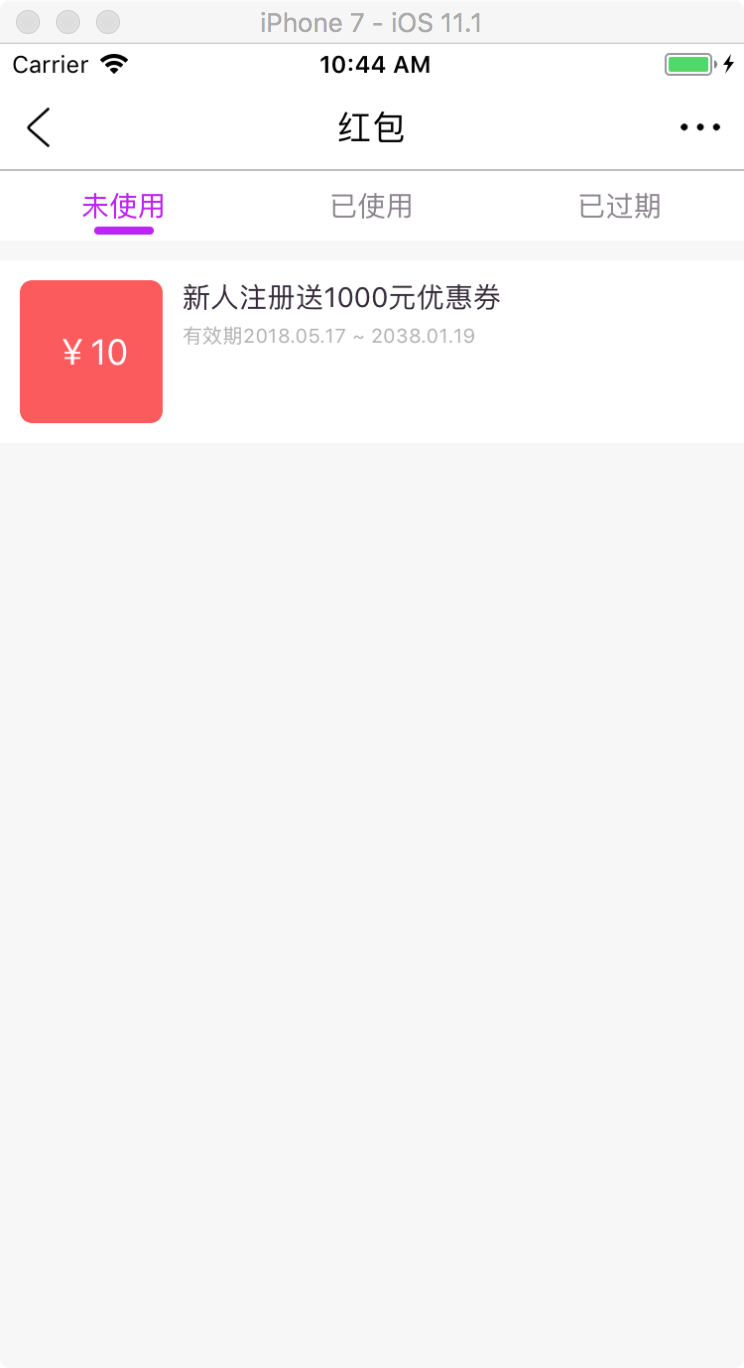 iPhone 7 - iOS 11.1
Carrier 10:44 AM
红包
未使用 已使用 已过期
新人注册送1000元优惠券
有效期2018.05.17 ~ 2038.01.19
￥10